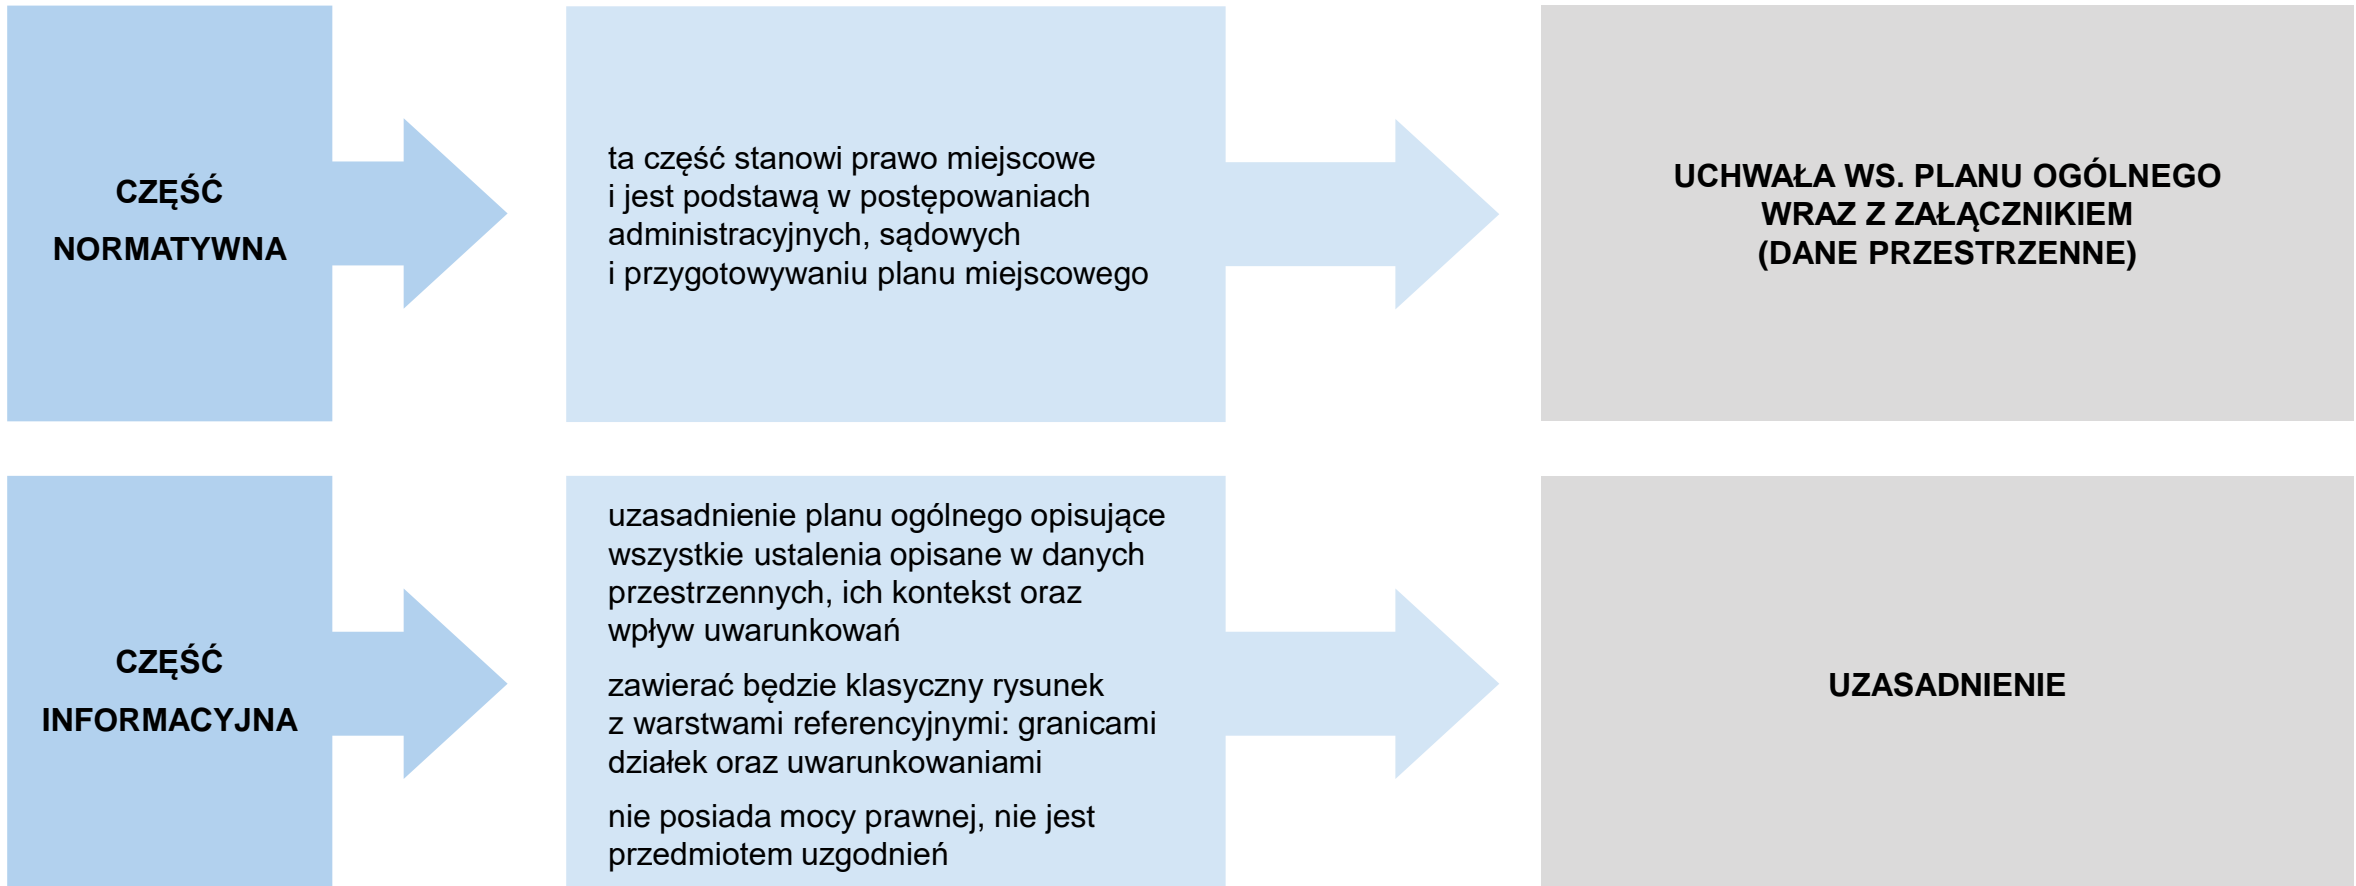 CZĘŚĆ
NORMATYWNA
ta część stanowi prawo miejscowe
i jest podstawą w postępowaniach
administracyjnych, sądowych
i przygotowywaniu planu miejscowego
UCHWAŁA WS. PLANU OGÓLNEGO
WRAZ Z ZAŁĄCZNIKIEM
(DANE PRZESTRZENNE)
CZĘŚĆ
INFORMACYJNA
uzasadnienie planu ogólnego opisujące
wszystkie ustalenia opisane w danych
przestrzennych, ich kontekst oraz
wpływ uwarunkowań
zawierać będzie klasyczny rysunek
z warstwami referencyjnymi: granicami
działek oraz uwarunkowaniami
nie posiada mocy prawnej, nie jest
przedmiotem uzgodnień
UZASADNIENIE